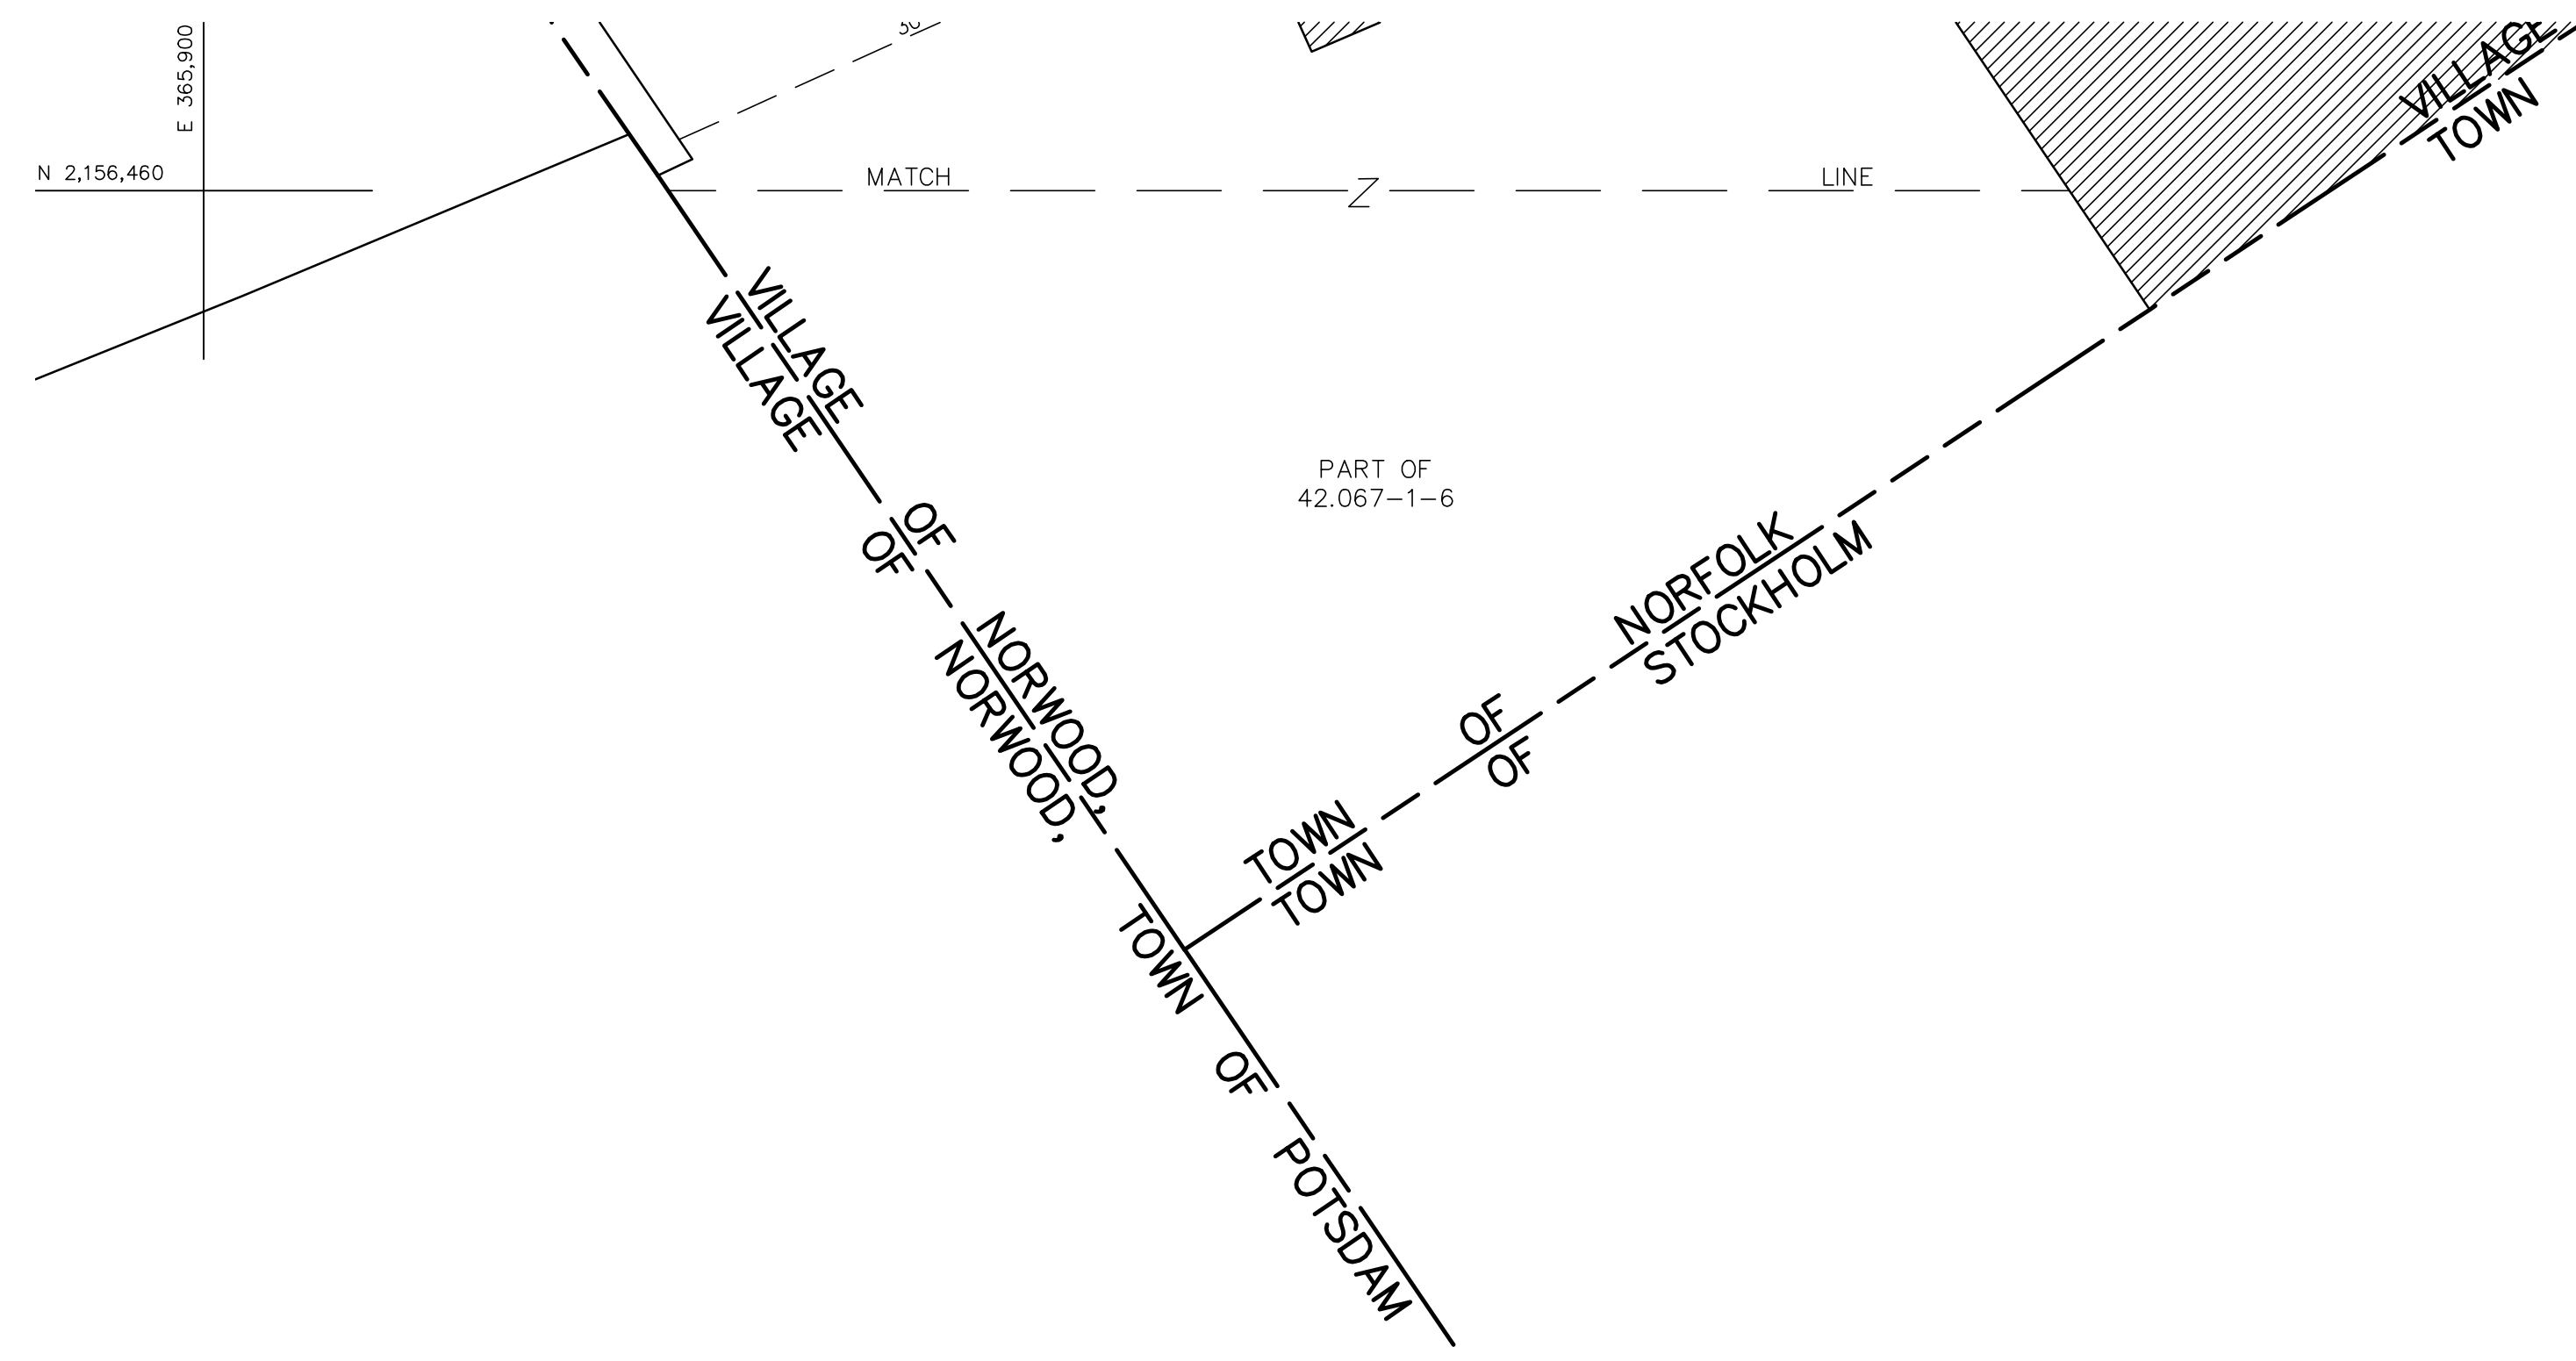 E 365,900
N 2,156,460
MATCH
Z
LINE
VILLAGE
TOWN
VILLAGE OF NORWOOD,
VILLAGE OF NORWOOD, TOWN OF POTSDAM
PART OF
42.067-1-6
TOWN OF NORFOLK
TOWN OF STOCKHOLM